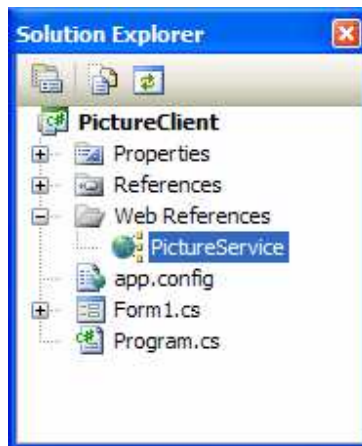 Solution Explorer
PictureClient
Properties
References
Web References
PictureService
app.config
Form1.cs
Program.cs